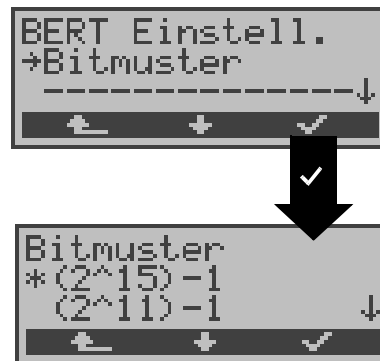 BERT Einstell.
→Bitmuster
--------------↓
Bitmuster
*(2^15)-1
(2^11)-1 ↓